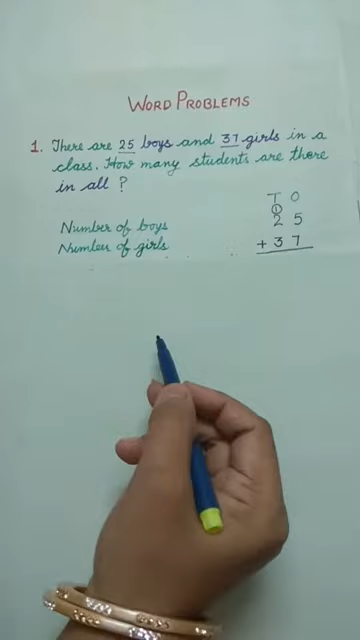 WORD PROBLEMS
1. There are 25 boys and 37 girls in a
class. How many students are there
in all ?
T O
①
Number of boys 2 5
Number of girls + 3 7